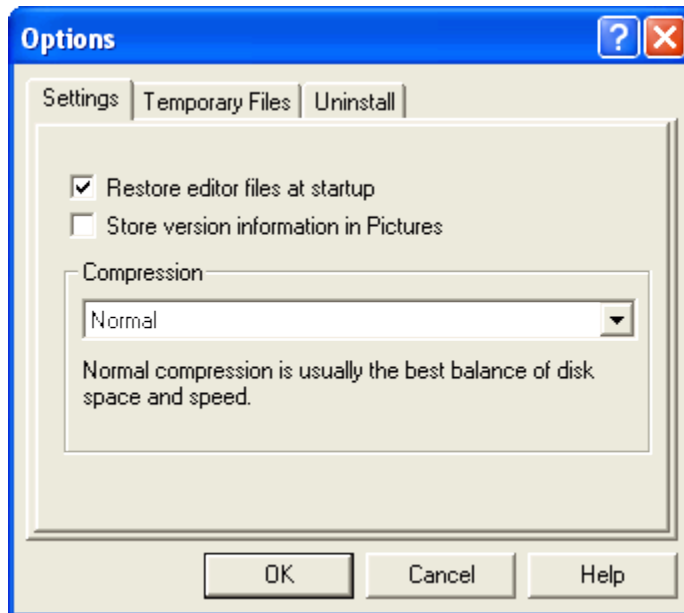 Options
Settings Temporary Files Uninstall
Restore editor files at startup
Store version information in Pictures
Compression
Normal
Normal compression is usually the best balance of disk
space and speed.
OK Cancel Help